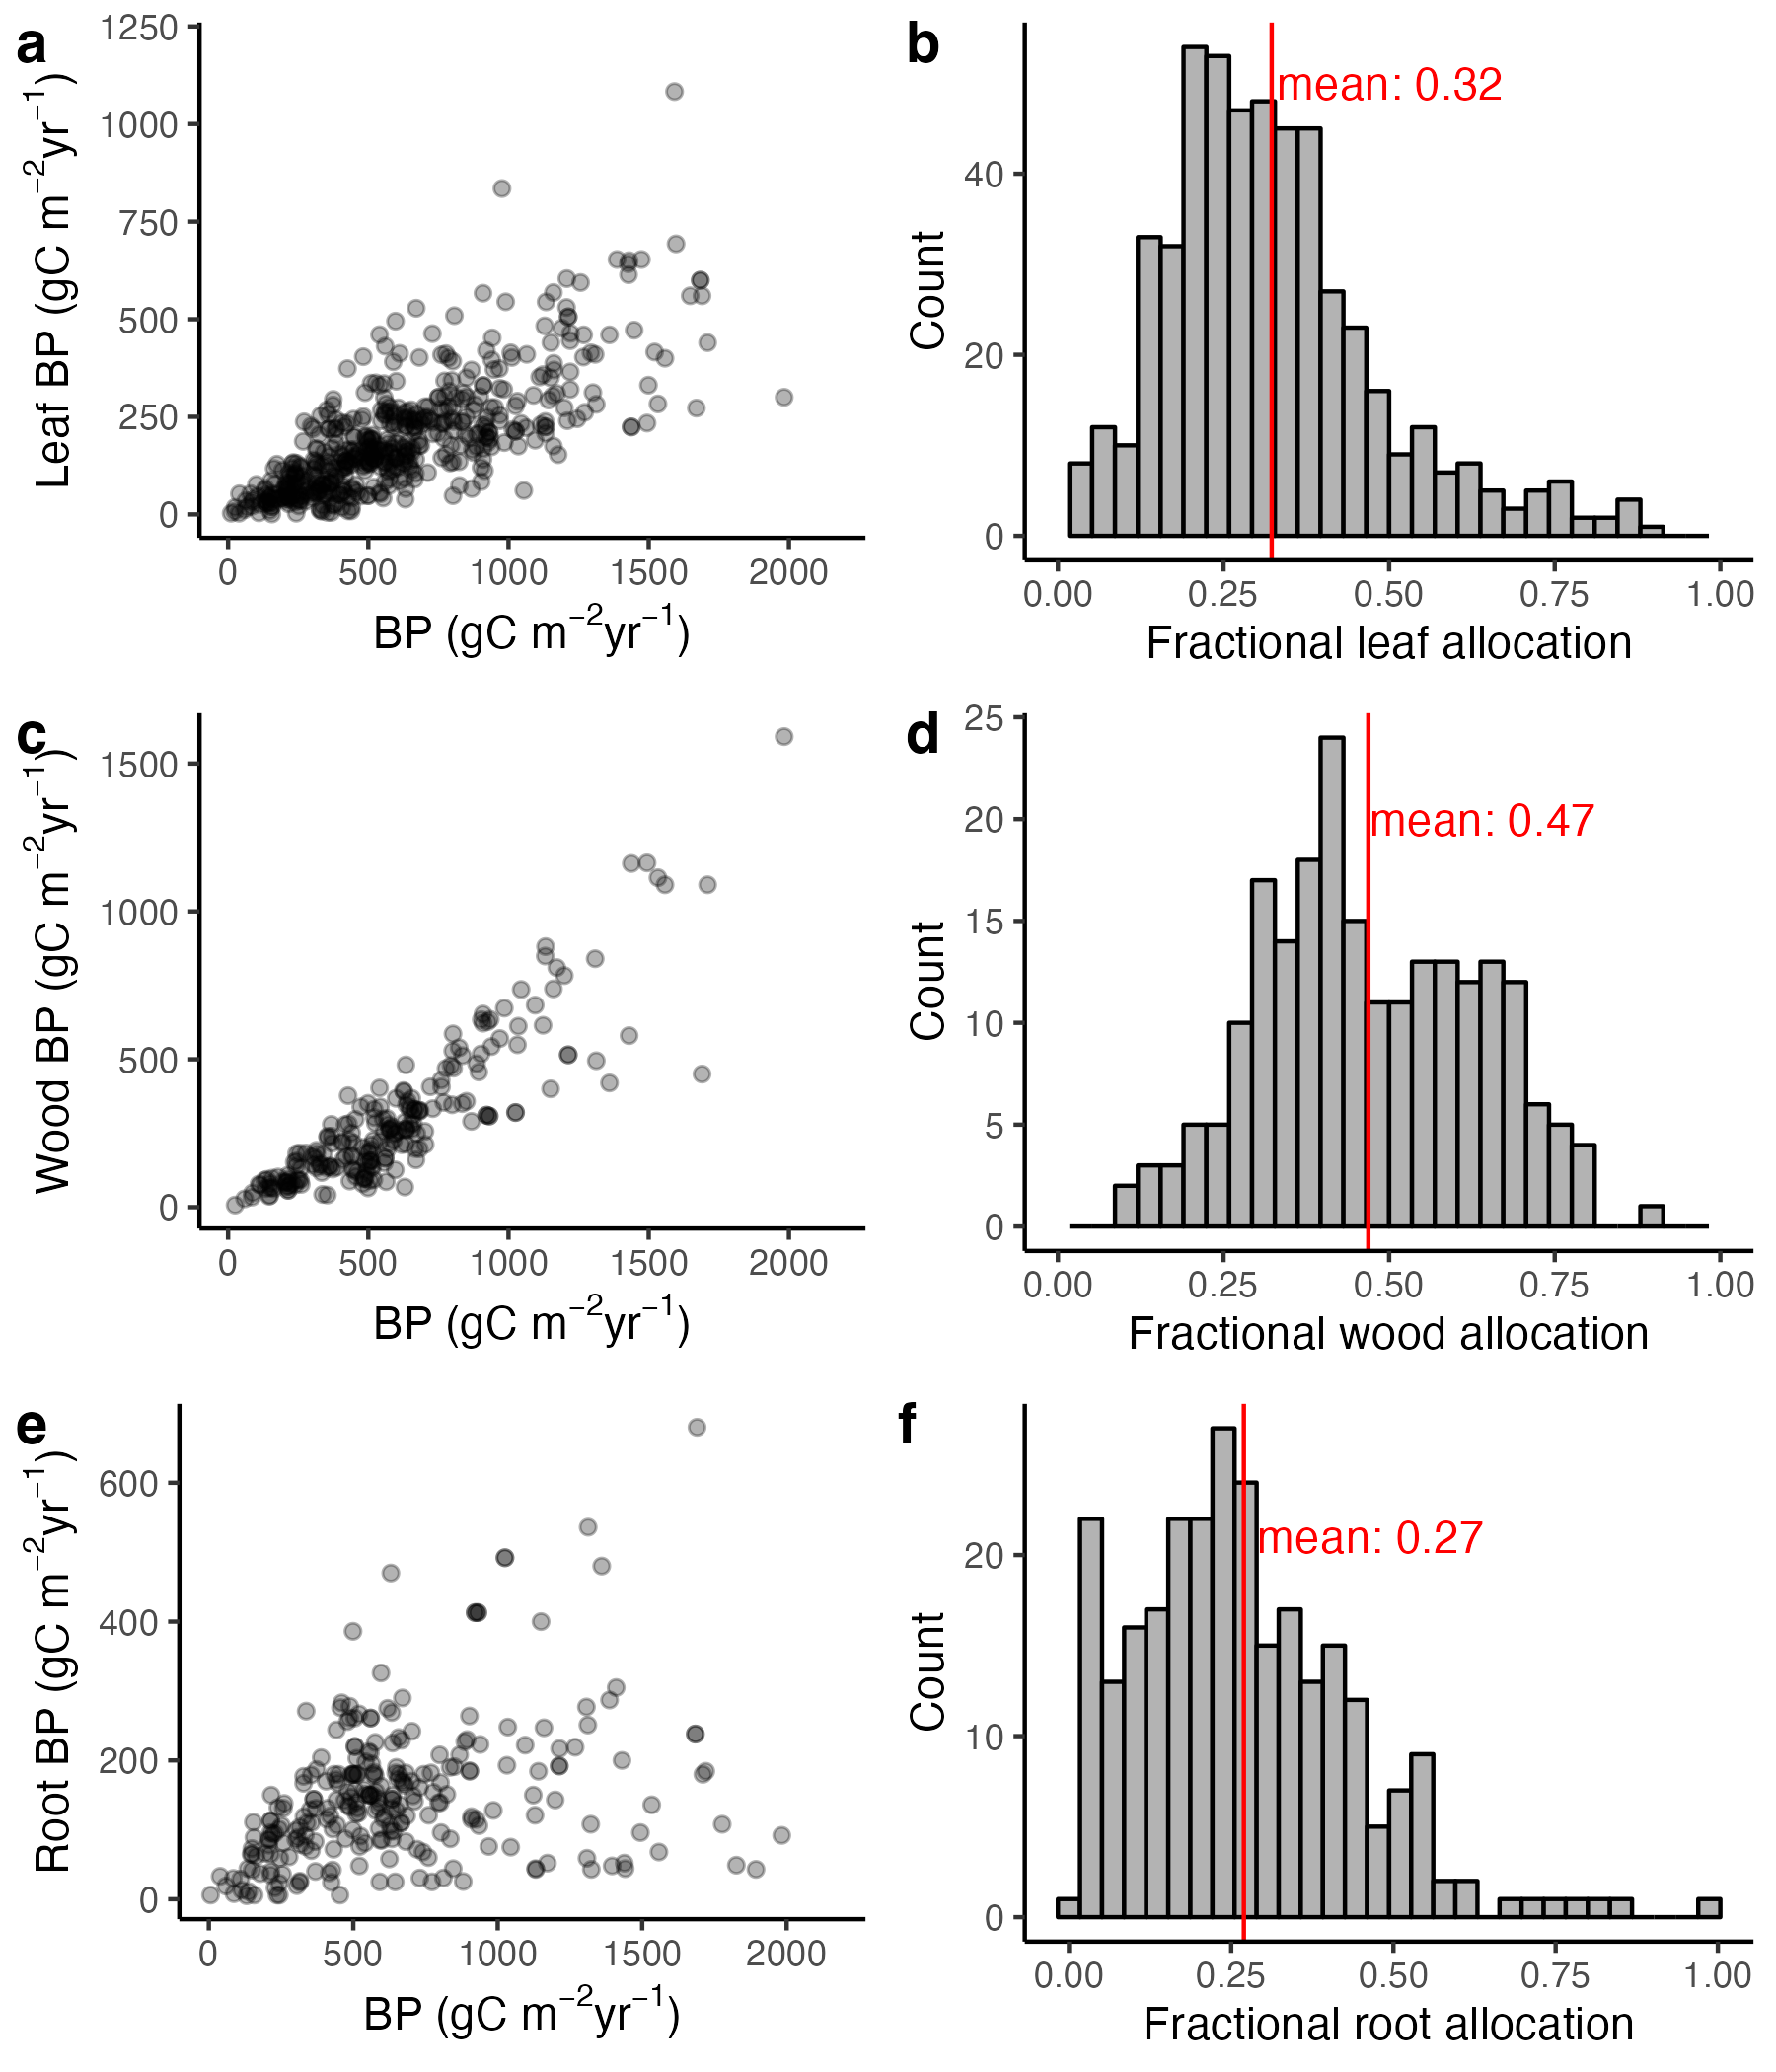 a
1250
1000
750
500
250
0
Leaf BP (gC m⁻²yr⁻¹)
0 500 1000 1500 2000
BP (gC m⁻²yr⁻¹)
b
mean: 0.32
40
20
0
Count
0.00 0.25 0.50 0.75 1.00
Fractional leaf allocation
c
1500
1000
500
0
Wood BP (gC m⁻²yr⁻¹)
0 500 1000 1500 2000
BP (gC m⁻²yr⁻¹)
d
mean: 0.47
25
20
15
10
5
0
Count
0.00 0.25 0.50 0.75 1.00
Fractional wood allocation
e
600
400
200
0
Root BP (gC m⁻²yr⁻¹)
0 500 1000 1500 2000
BP (gC m⁻²yr⁻¹)
f
mean: 0.27
20
10
0
Count
0.00 0.25 0.50 0.75 1.00
Fractional root allocation